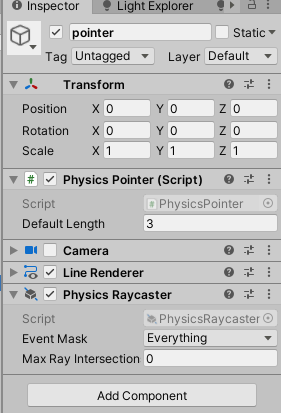 Inspector Light Explorer
pointer Static
Tag Untagged Layer Default
Transform
Position X 0 Y 0 Z 0
Rotation X 0 Y 0 Z 0
Scale X 1 Y 1 Z 1
# Physics Pointer (Script)
Script # PhysicsPointer
Default Length 3
Camera
Line Renderer
Physics Raycaster
Script PhysicsRaycaster
Event Mask Everything
Max Ray Intersection 0
Add Component